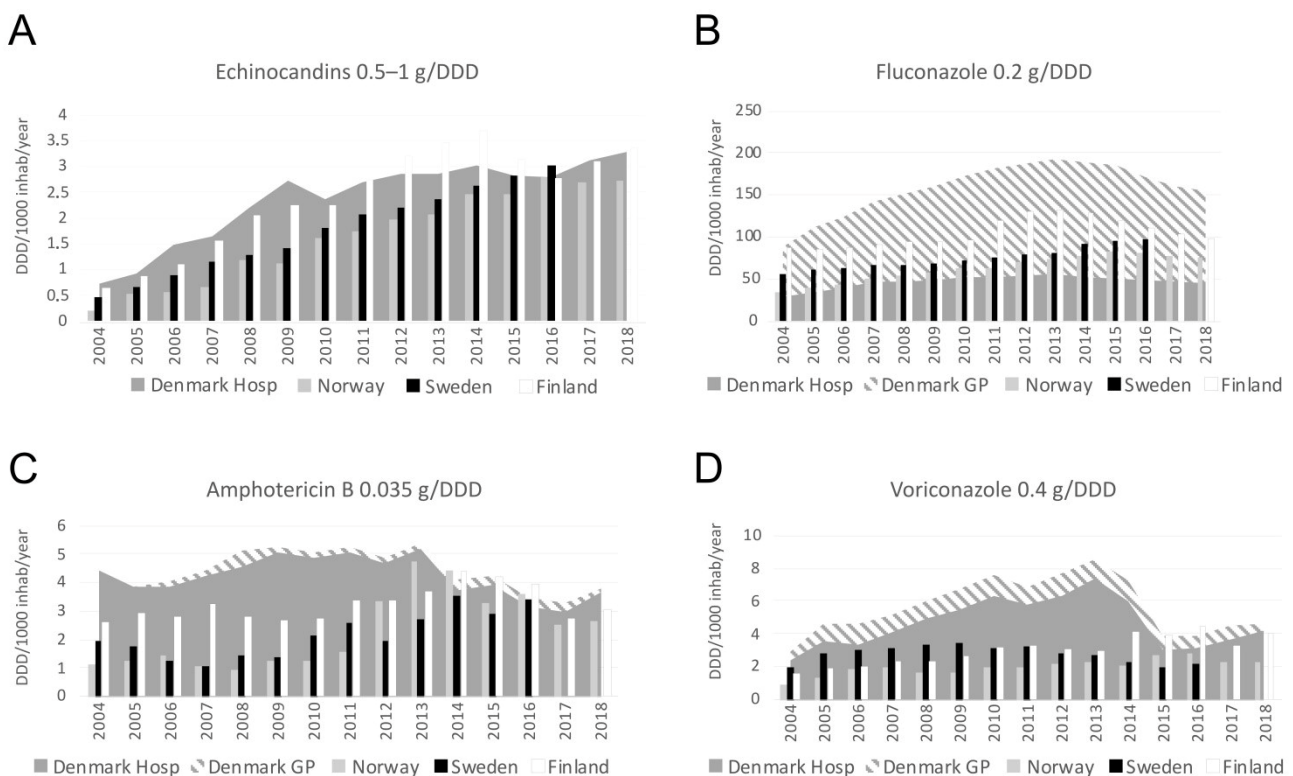 A
Echinocandins 0.5–1 g/DDD
DDD/1000 inhab/year
4
3.5
3
2.5
2
1.5
1
0.5
0
2004 2005 2006 2007 2008 2009 2010 2011 2012 2013 2014 2015 2016 2017 2018
Denmark Hosp Norway Sweden Finland
B
Fluconazole 0.2 g/DDD
DDD/1000 inhab/year
250
200
150
100
50
0
2004 2005 2006 2007 2008 2009 2010 2011 2012 2013 2014 2015 2016 2017 2018
Denmark Hosp Denmark GP Norway Sweden Finland
C
Amphotericin B 0.035 g/DDD
DDD/1000 inhab/year
6
5
4
3
2
1
0
2004 2005 2006 2007 2008 2009 2010 2011 2012 2013 2014 2015 2016 2017 2018
Denmark Hosp Denmark GP Norway Sweden Finland
D
Voriconazole 0.4 g/DDD
DDD/1000 inhab/year
10
8
6
4
2
0
2004 2005 2006 2007 2008 2009 2010 2011 2012 2013 2014 2015 2016 2017 2018
Denmark Hosp Denmark GP Norway Sweden Finland